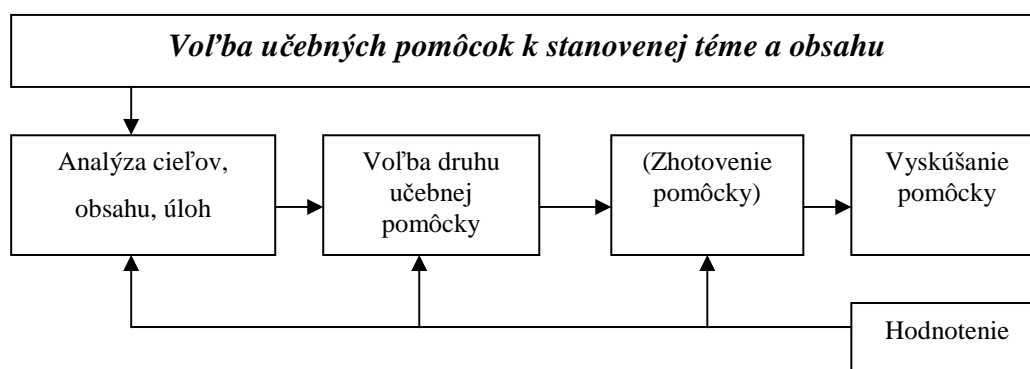 Voľba učebných pomôcok k stanovenej téme a obsahu
Analýza cieľov,
obsahu, úloh
Voľba druhu
učebnej
pomôcky
(Zhotovenie
pomôcky)
Vyskúšanie
pomôcky
Hodnotenie